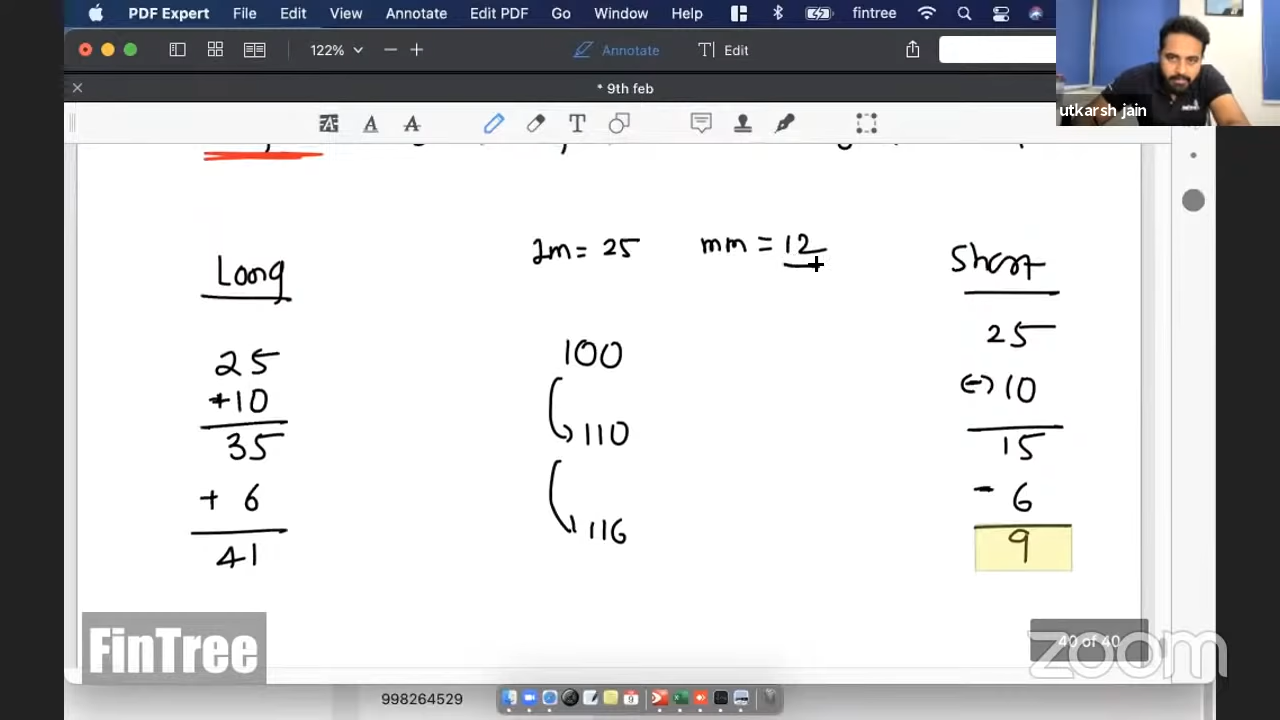 PDF Expert File Edit View Annotate Edit PDF Go Window Help fintree
122% Annotate T| Edit
* 9th feb
utkarsh jain
A A A T
Long 2m = 25 mm = 12 Short
25 100 25
+10 (-) 10
35 110 15
+ 6 - 6
41 116 9
FinTree
40 of 40
zoom
998264529